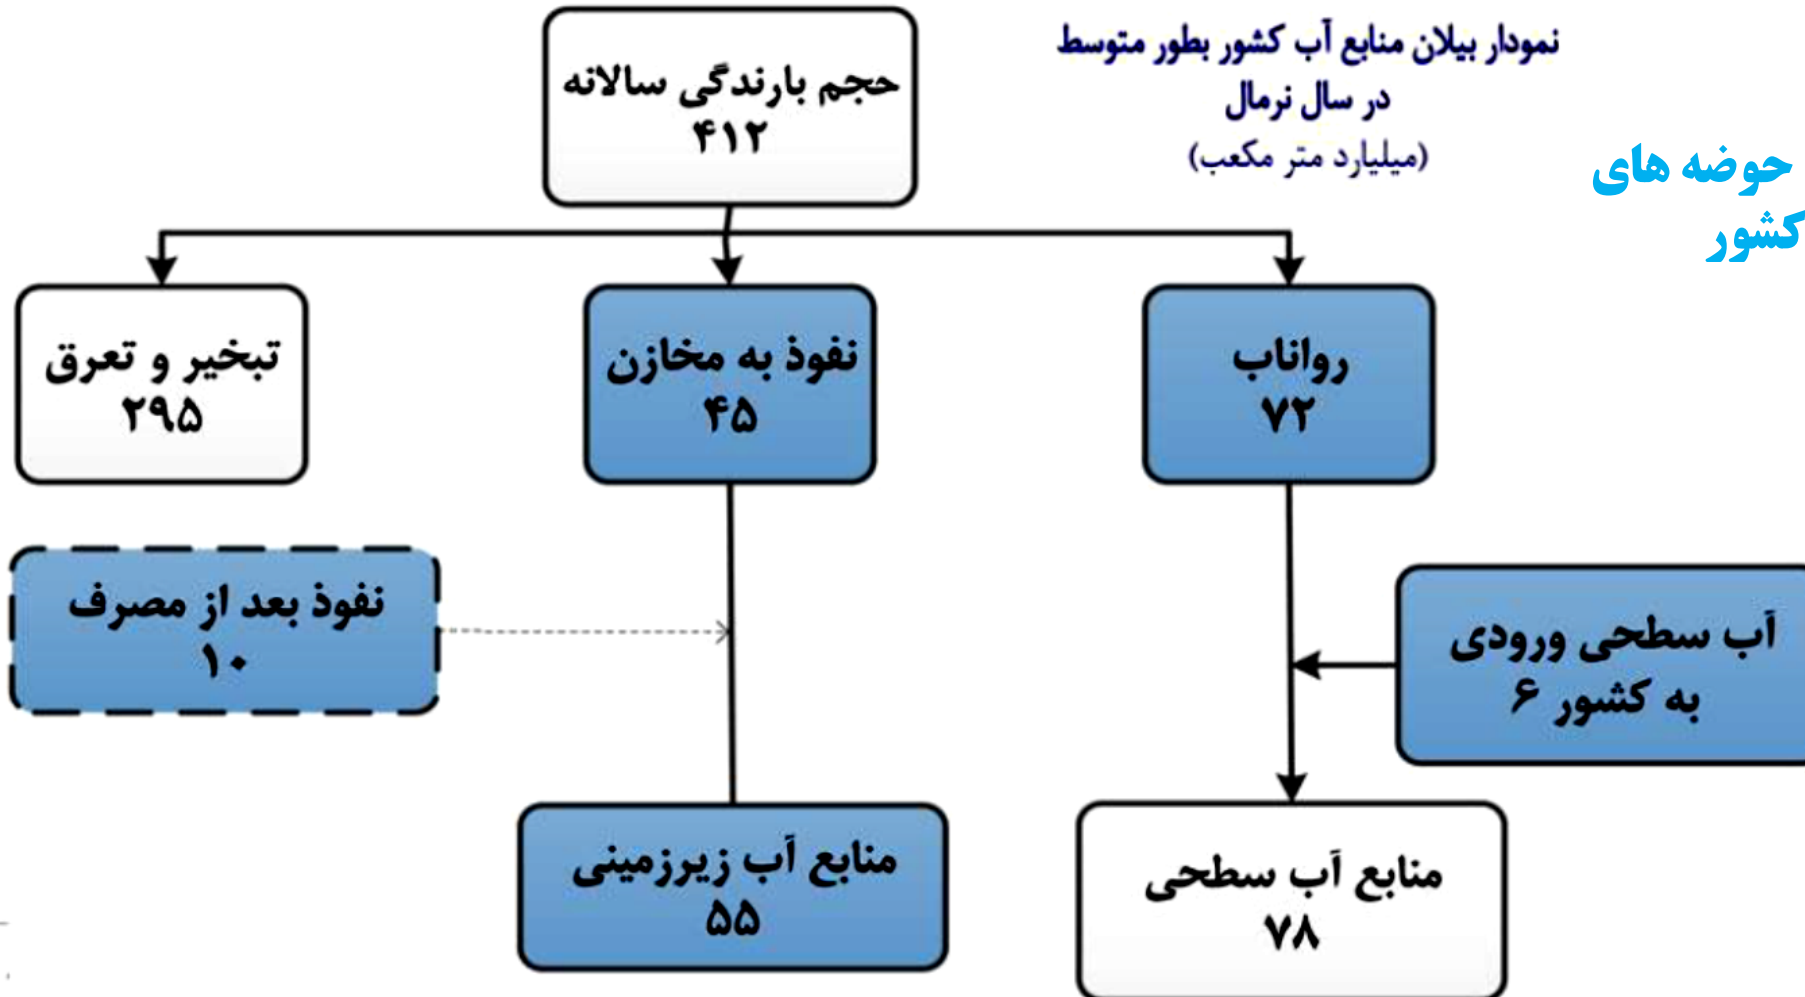 نمودار بیلان منابع آب کشور بطور متوسط
در سال نرمال
(میلیارد متر مکعب)
حوضه های
کشور
حجم بارندگی سالانه
۴۱۲
رواناب
۷۲
نفوذ به مخازن
۴۵
تبخیر و تعرق
۲۹۵
آب سطحی ورودی
به کشور ۶
نفوذ بعد از مصرف
۱۰
منابع آب سطحی
۷۸
منابع آب زیرزمینی
۵۵